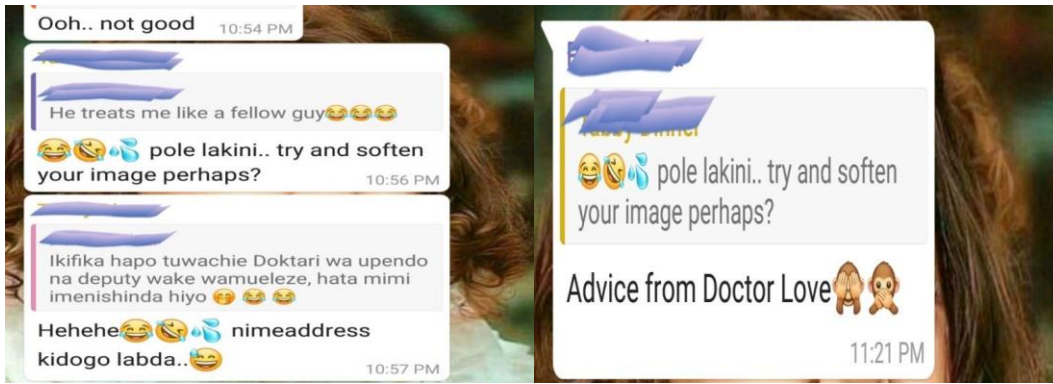 Ooh.. not good 10:54 PM
He treats me like a fellow guy😂😂😂
😂🤣💦 pole lakini.. try and soften
your image perhaps? 10:56 PM
Ikifika hapo tuwachie Doktari wa upendo
na deputy wake wamueleze, hata mimi
imenishinda hiyo 🤭 😂 😂
Hehehe😂🤣💦 nimeaddress
kidogo labda..😅 10:57 PM
😂🤣💦 pole lakini.. try and soften
your image perhaps?
Advice from Doctor Love🙈🙊
11:21 PM